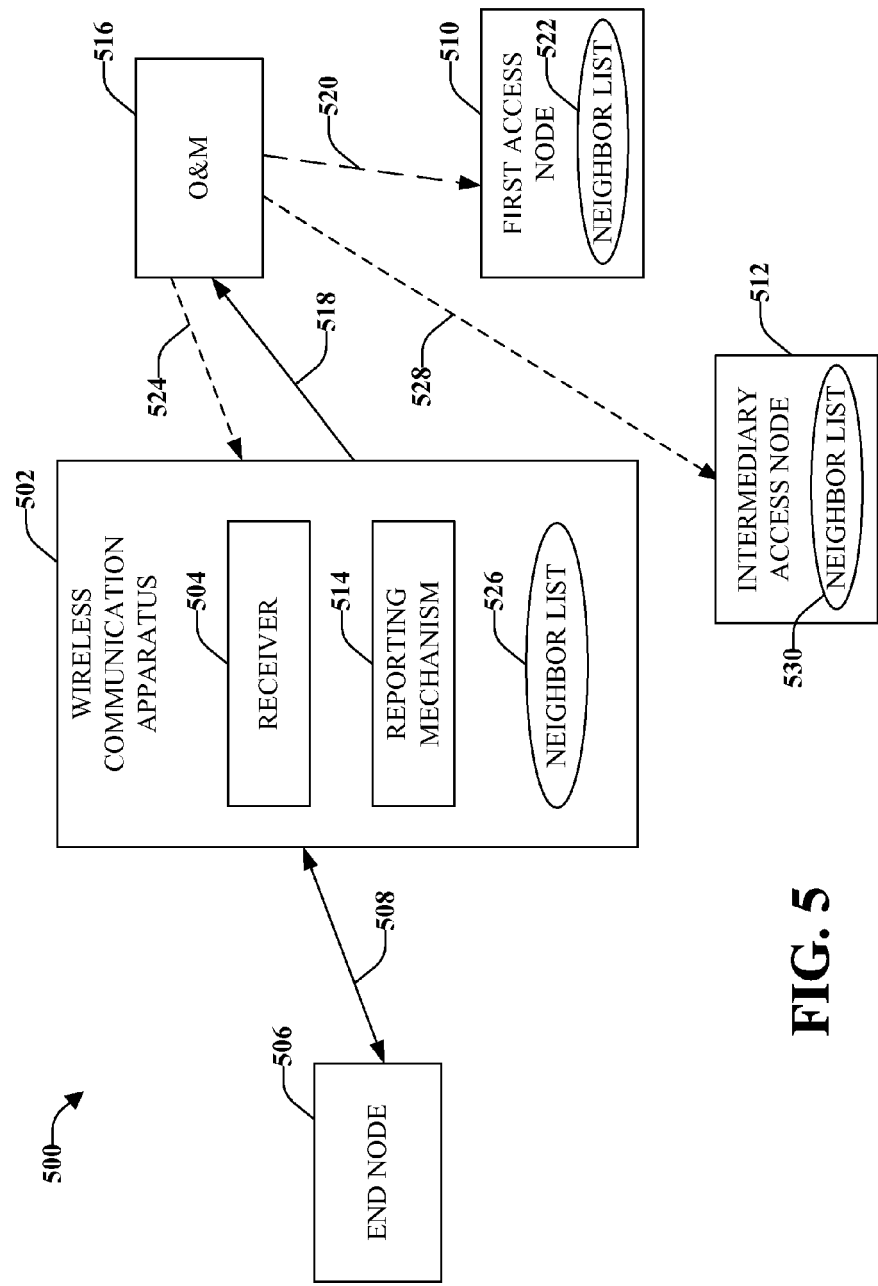 500
506
END NODE
508
502
WIRELESS
COMMUNICATION
APPARATUS
504
RECEIVER
514
REPORTING
MECHANISM
526
NEIGHBOR LIST
524
518
516
O&M
520
528
510
FIRST ACCESS
NODE
522
NEIGHBOR LIST
512
INTERMEDIARY
ACCESS NODE
530
NEIGHBOR LIST
FIG. 5